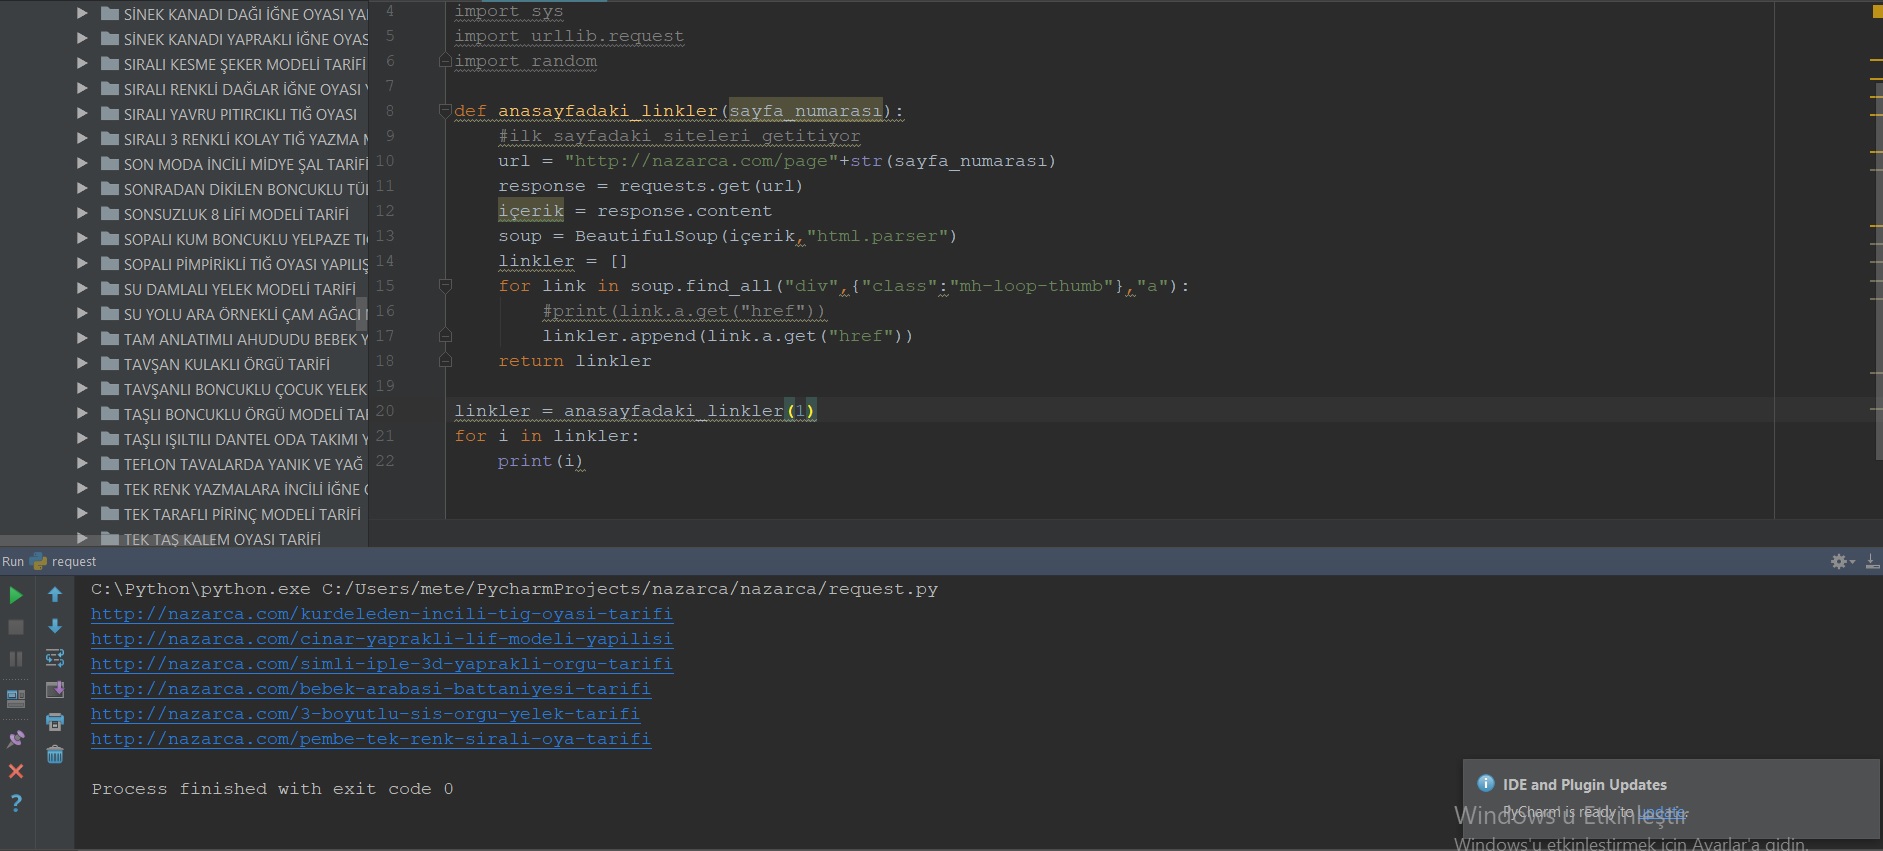 SİNEK KANADI DAĞI İĞNE OYASI YA
SİNEK KANADI YAPRAKLI İĞNE OYAS
SIRALI KESME ŞEKER MODELİ TARİFİ
SIRALI RENKLİ DAĞLAR İĞNE OYASI
SIRALI YAVRU PITIRCIKLI TIĞ OYASI
SIRALI 3 RENKLİ KOLAY TIĞ YAZMA
SON MODA İNCİLİ MİDYE ŞAL TARİFİ
SONRADAN DİKİLEN BONCUKLU TÜ
SONSUZLUK 8 LİFİ MODELİ TARİFİ
SOPALI KUM BONCUKLU YELPAZE TI
SOPALI PİMPİRİKLİ TIĞ OYASI YAPILIŞ
SU DAMLALI YELEK MODELİ TARİFİ
SU YOLU ARA ÖRNEKLİ ÇAM AĞACI
TAM ANLATIMLI AHUDUDU BEBEK Y
TAVŞAN KULAKLI ÖRGÜ TARİFİ
TAVŞANLI BONCUKLU ÇOCUK YELEK
TAŞLI BONCUKLU ÖRGÜ MODELİ TA
TAŞLI IŞILTILI DANTEL ODA TAKIMI Y
TEFLON TAVALARDA YANIK VE YAĞ
TEK RENK YAZMALARA İNCİLİ İĞNE
TEK TARAFLI PİRİNÇ MODELİ TARİFİ
TEK TAŞ KALEM OYASI TARİFİ
4 import sys
5 import urllib.request
6 import random
7
8 def anasayfadaki_linkler(sayfa_numarası):
9 #ilk sayfadaki siteleri getitiyor
10 url = "http://nazarca.com/page"+str(sayfa_numarası)
11 response = requests.get(url)
12 içerik = response.content
13 soup = BeautifulSoup(içerik,"html.parser")
14 linkler = []
15 for link in soup.find_all("div",{"class":"mh-loop-thumb"},"a"):
16 #print(link.a.get("href"))
17 linkler.append(link.a.get("href"))
18 return linkler
19
20 linkler = anasayfadaki_linkler(1)
21 for i in linkler:
22 print(i)
Run request
C:\Python\python.exe C:/Users/mete/PycharmProjects/nazarca/nazarca/request.py
http://nazarca.com/kurdeleden-incili-tig-oyasi-tarifi
http://nazarca.com/cinar-yaprakli-lif-modeli-yapilisi
http://nazarca.com/simli-iple-3d-yaprakli-orgu-tarifi
http://nazarca.com/bebek-arabasi-battaniyesi-tarifi
http://nazarca.com/3-boyutlu-sis-orgu-yelek-tarifi
http://nazarca.com/pembe-tek-renk-sirali-oya-tarifi
Process finished with exit code 0
IDE and Plugin Updates
PyCharm is ready to update.
Windows'u Etkinleştir
Windows'u etkinleştirmek için Ayarlar'a gidin.